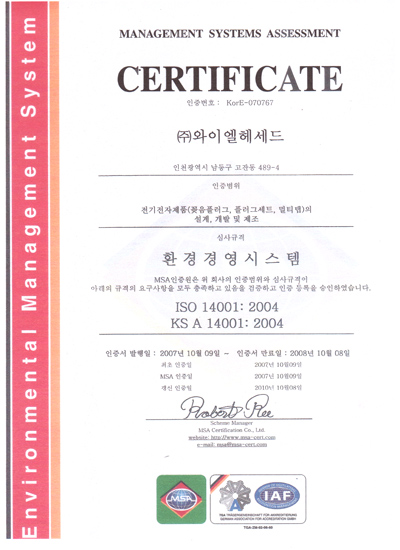 Environmental Management System
MANAGEMENT SYSTEMS ASSESSMENT
CERTIFICATE
인증번호 : KorE-070767
㈜와이엘헤세드
인천광역시 남동구 고잔동 489-4
인증범위
전기전자제품(꽂음플러그, 플러그세트, 멀티탭)의
설계, 개발 및 제조
심사규격
환경경영시스템
MSA인증원은 위 회사의 인증범위와 심사규격이
아래의 규격의 요구사항을 모두 충족하고 있음을 검증하고 인증 등록을 승인하였습니다.
ISO 14001: 2004
KS A 14001: 2004
인증서 발행일 : 2007년 10월 09일 ~ 인증서 만료일 : 2008년 10월 08일
최초 인증일 2007년 10월09일
MSA 인증일 2007년 10월09일
갱신 인증일 2010년 10월08일
Robert Ree
Scheme Manager
MSA Certification Co., Ltd.
website: http://www.msa-cert.com
e-mail: msa@msa-cert.com
MSA
IAF
TGA TRÄGERGEMEINSCHAFT FÜR AKKREDITIERUNG
GERMAN ASSOCIATION FOR ACCREDITATION GMBH